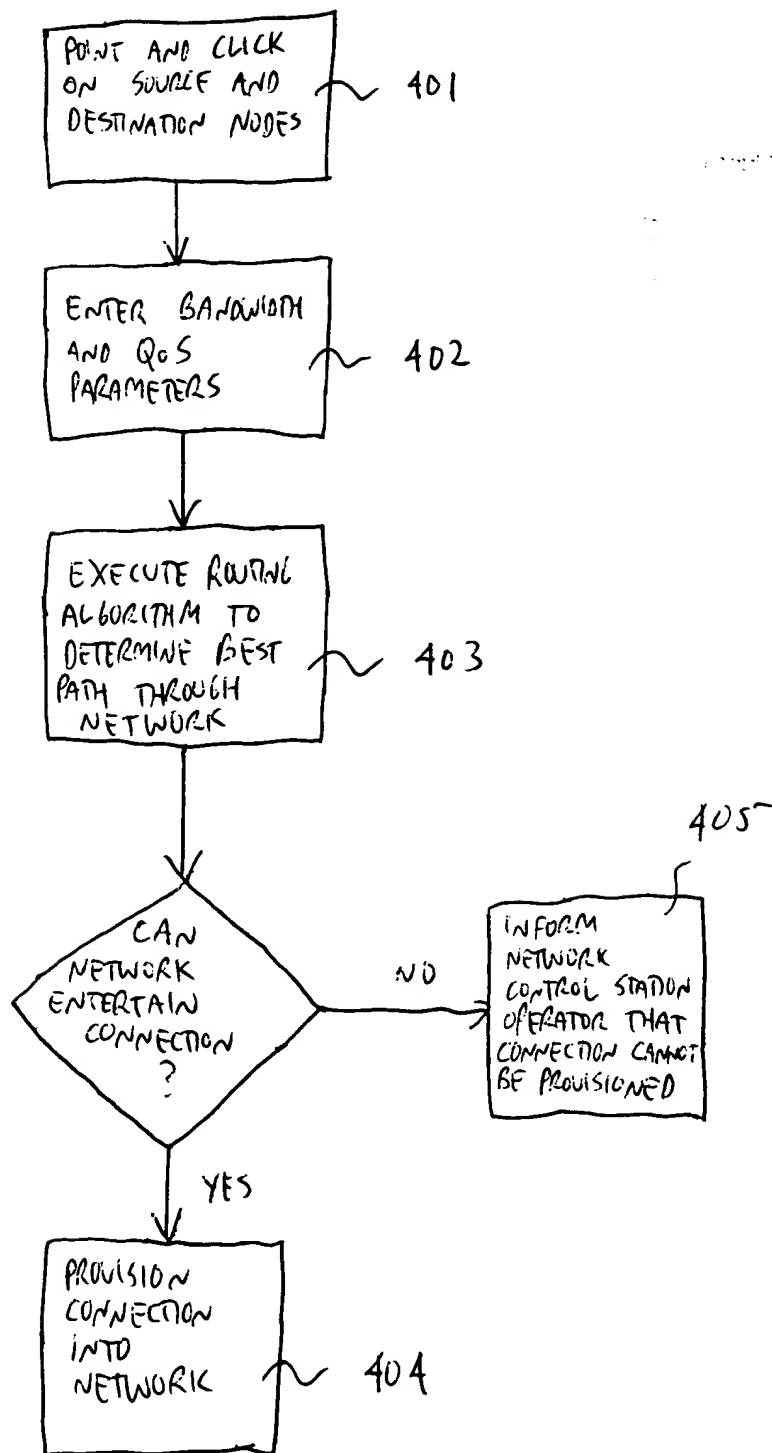 POINT AND CLICK
ON SOURCE AND
DESTINATION NODES
401
ENTER BANDWIDTH
AND QoS
PARAMETERS
402
EXECUTE ROUTING
ALGORITHM TO
DETERMINE BEST
PATH THROUGH
NETWORK
403
CAN
NETWORK
ENTERTAIN
CONNECTION
?
NO
405
INFORM
NETWORK
CONTROL STATION
OPERATOR THAT
CONNECTION CANNOT
BE PROVISIONED
YES
PROVISION
CONNECTION
INTO
NETWORK
404